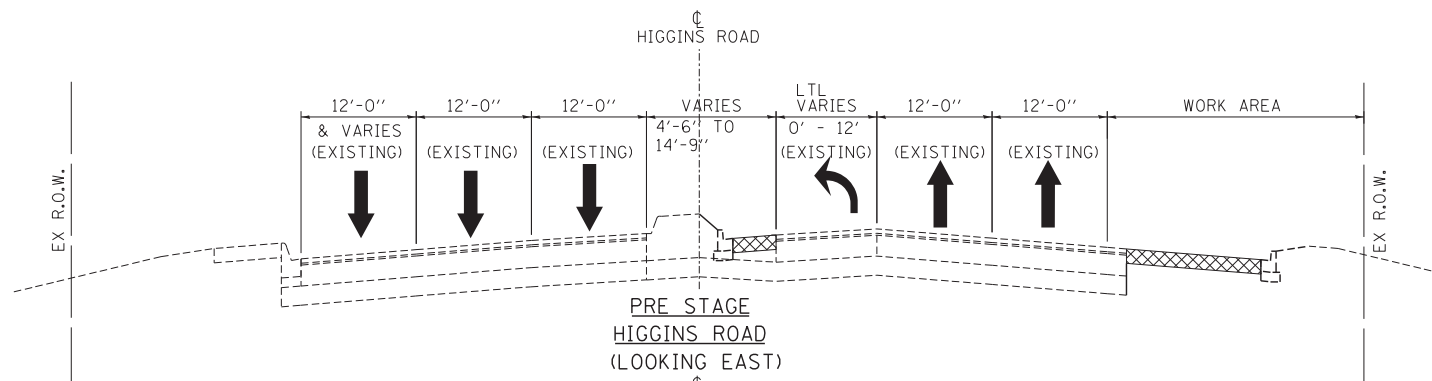 ℄
HIGGINS ROAD
LTL
12'-0" 12'-0" 12'-0" VARIES VARIES 12'-0" 12'-0" WORK AREA
& VARIES 4'-6" TO 0' - 12'
14'-9"
(EXISTING) (EXISTING) (EXISTING) (EXISTING) (EXISTING) (EXISTING)
EX R.O.W.
EX R.O.W.
PRE STAGE
HIGGINS ROAD
(LOOKING EAST)